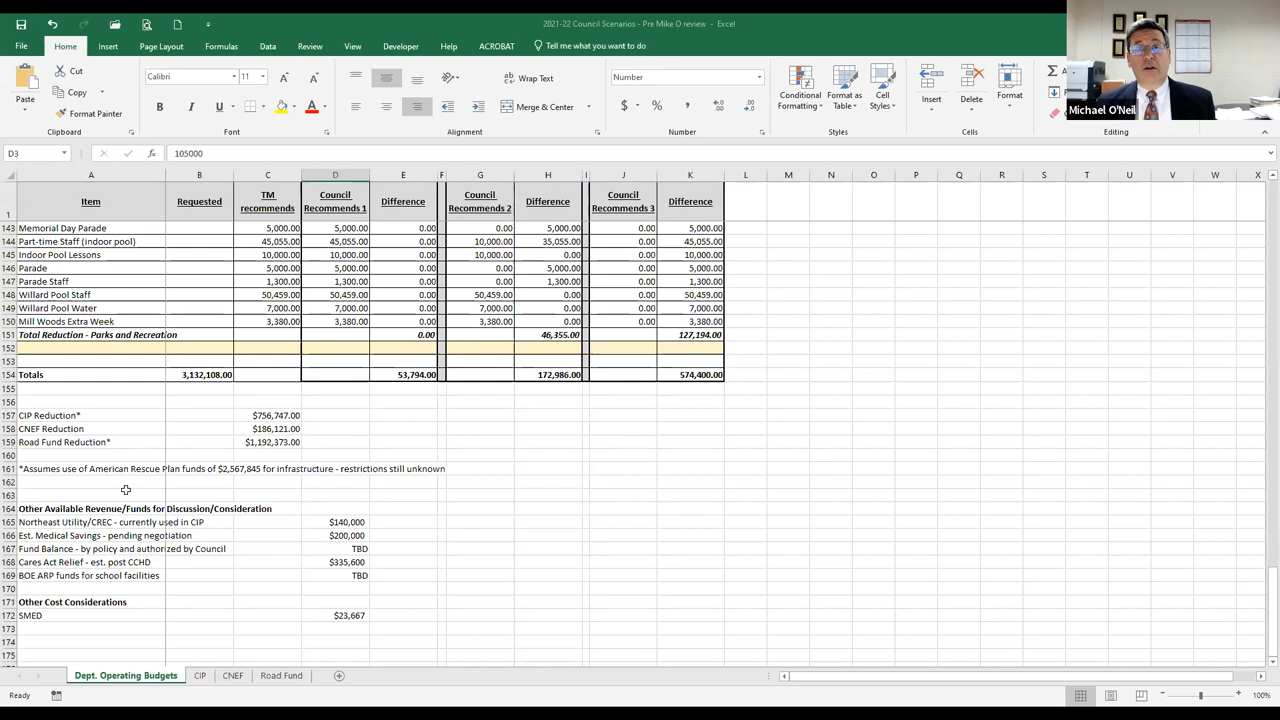 2021-22 Council Scenarios - Pre Mike O review - Excel
File Home Insert Page Layout Formulas Data Review View Developer Help ACROBAT Tell me what you want to do
Cut
Copy
Format Painter
Paste
Clipboard
Calibri 11
B I U A
Font
Wrap Text
Merge & Center
Alignment
Number
$ %
Number
Conditional Formatting
Format as Table
Cell Styles
Styles
Insert Delete Format
Cells
Editing
Michael O'Neil
D3 fx 105000
A B C D E F G H I J K L M N O P Q R S T U V W X
1 Item Requested TM recommends Council Recommends 1 Difference Council Recommends 2 Difference Council Recommends 3 Difference
143 Memorial Day Parade 5,000.00 5,000.00 0.00 0.00 5,000.00 0.00 5,000.00
144 Part-time Staff (indoor pool) 45,055.00 45,055.00 0.00 10,000.00 35,055.00 0.00 45,055.00
145 Indoor Pool Lessons 10,000.00 10,000.00 0.00 10,000.00 0.00 0.00 10,000.00
146 Parade 5,000.00 5,000.00 0.00 0.00 5,000.00 0.00 5,000.00
147 Parade Staff 1,300.00 1,300.00 0.00 0.00 1,300.00 0.00 1,300.00
148 Willard Pool Staff 50,459.00 50,459.00 0.00 50,459.00 0.00 0.00 50,459.00
149 Willard Pool Water 7,000.00 7,000.00 0.00 7,000.00 0.00 0.00 7,000.00
150 Mill Woods Extra Week 3,380.00 3,380.00 0.00 3,380.00 0.00 0.00 3,380.00
151 Total Reduction - Parks and Recreation 0.00 46,355.00 127,194.00
152
153
154 Totals 3,132,108.00 53,794.00 172,986.00 574,400.00
155
156
157 CIP Reduction* $756,747.00
158 CNEF Reduction $186,121.00
159 Road Fund Reduction* $1,192,373.00
160
161 *Assumes use of American Rescue Plan funds of $2,567,845 for infrastructure - restrictions still unknown
162
163
164 Other Available Revenue/Funds for Discussion/Consideration
165 Northeast Utility/CREC - currently used in CIP $140,000
166 Est. Medical Savings - pending negotiation $200,000
167 Fund Balance - by policy and authorized by Council TBD
168 Cares Act Relief - est. post CCHD $335,600
169 BOE ARP funds for school facilities TBD
170
171 Other Cost Considerations
172 SMED $23,667
173
174
175
Dept. Operating Budgets CIP CNEF Road Fund
Ready 100%